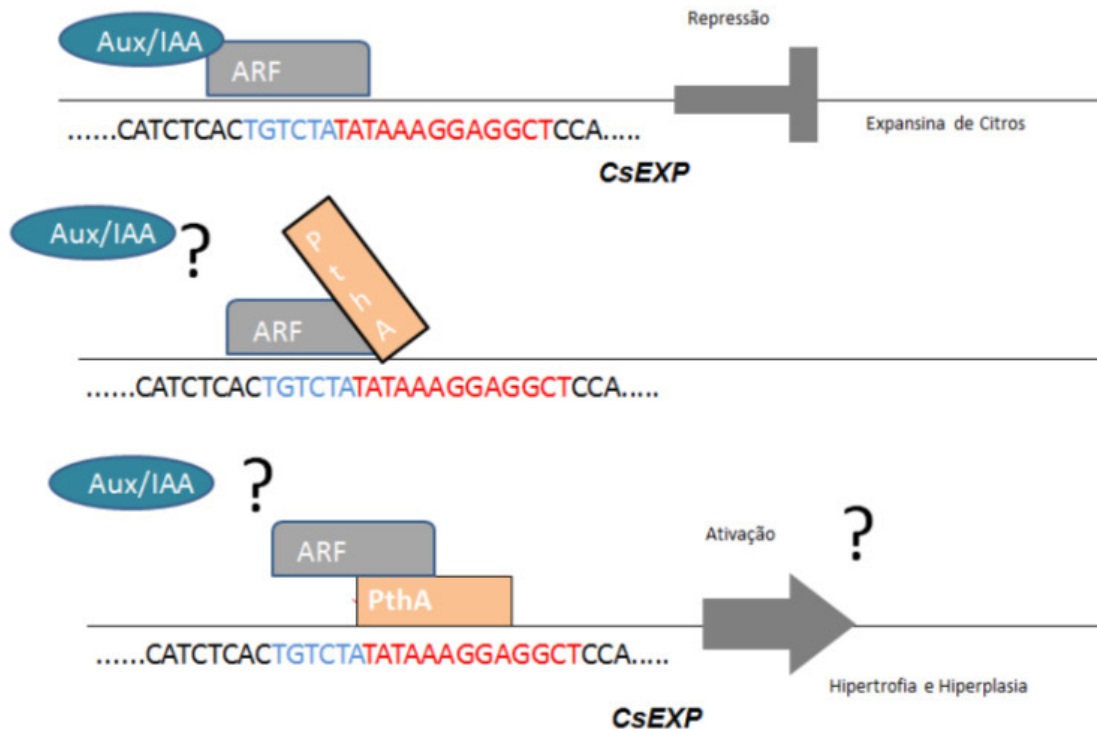 Repressão
Aux/IAA
ARF
......CATCTCACTGTCTATATAAAGGAGGCTCCA.....
Expansina de Citros
CsEXP
Aux/IAA
?
PthA
ARF
......CATCTCACTGTCTATATAAAGGAGGCTCCA.....
Aux/IAA
?
ARF
Ativação
?
PthA
......CATCTCACTGTCTATATAAAGGAGGCTCCA.....
Hipertrofia e Hiperplasia
CsEXP